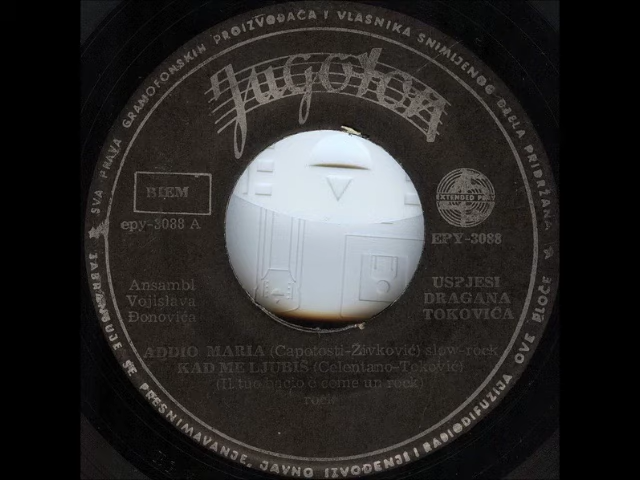 SVA PRAVA GRAMOFONSKIH PROIZVOĐAČA I VLASNIKA SNIMLJENOG DJELA PRIDRŽANA
Jugoton
BIEM
EXTENDED PLAY
epy-3088 A
EPY-3088
Ansambl
Vojislava
Đonovića
USPJESI
DRAGANA
TOKOVIĆA
ADDIO MARIA (Capotosti-Živković) slow-rock
KAD ME LJUBIŠ (Celentano-Toković)
(Il tuo bacio è come un rock)
rock
ZABRANJUJE SE PRESNIMAVANJE, JAVNO IZVOĐENJE I RADIODIFUZIJA OVE PLOČE